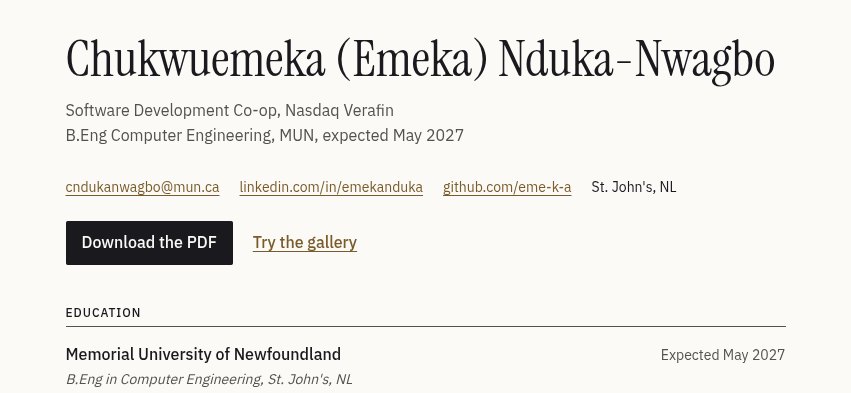 Chukwuemeka (Emeka) Nduka-Nwagbo
Software Development Co-op, Nasdaq Verafin
B.Eng Computer Engineering, MUN, expected May 2027
cndukanwagbo@mun.ca linkedin.com/in/emekanduka github.com/eme-k-a St. John's, NL
Download the PDF Try the gallery
EDUCATION
Memorial University of Newfoundland Expected May 2027
B.Eng in Computer Engineering, St. John's, NL